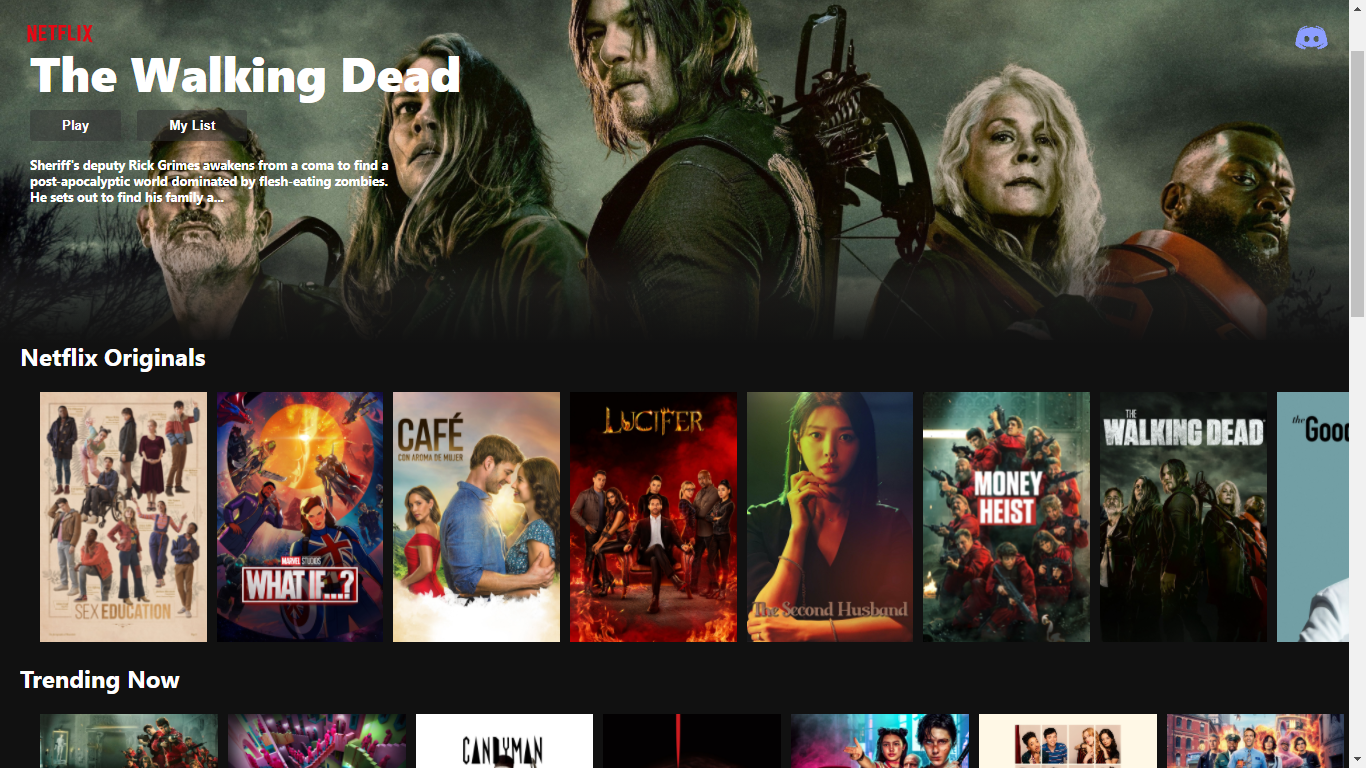 NETFLIX
The Walking Dead
Play
My List
Sheriff's deputy Rick Grimes awakens from a coma to find a
post-apocalyptic world dominated by flesh-eating zombies.
He sets out to find his family a...
Netflix Originals
SEX EDUCATION
MARVEL STUDIOS
WHAT IF...?
CAFÉ
CON AROMA DE MUJER
LUCIFER
The Second Husband
MONEY
HEIST
THE
WALKING DEAD
the
Good
Trending Now
CANDYMAN